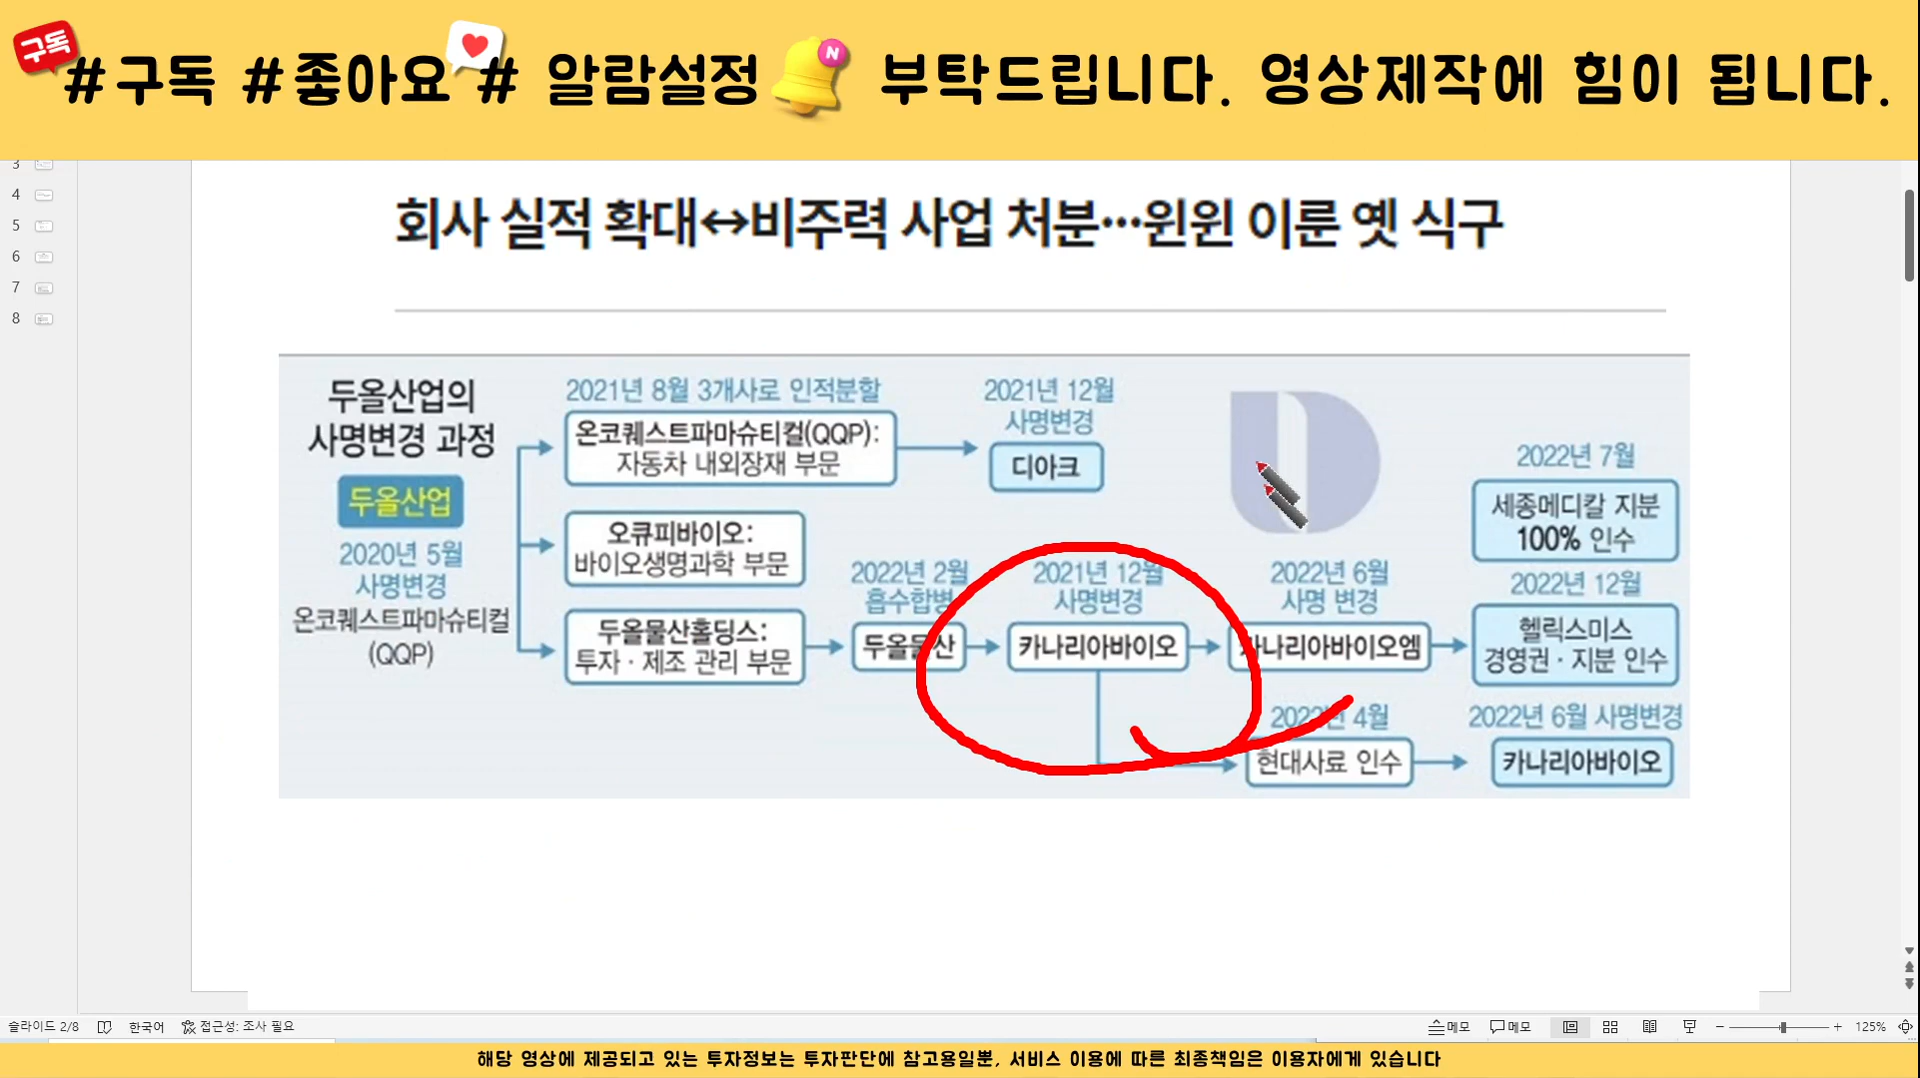 구독
#구독 #좋아요 # 알람설정 N 부탁드립니다. 영상제작에 힘이 됩니다.
3
4
5
6
7
8
회사 실적 확대↔비주력 사업 처분…윈윈 이룬 옛 식구
두올산업의
사명변경 과정
두올산업
2020년 5월
사명변경
온코퀘스트파마슈티컬
(QQP)
2021년 8월 3개사로 인적분할
온코퀘스트파마슈티컬(QQP):
자동차 내외장재 부문
2021년 12월
사명변경
디아크
오큐피바이오:
바이오생명과학 부문
두올물산홀딩스:
투자·제조 관리 부문
2022년 2월
흡수합병
두올물산
2021년 12월
사명변경
카나리아바이오
2022년 6월
사명 변경
카나리아바이오엠
2022년 7월
세종메디칼 지분
100% 인수
2022년 12월
헬릭스미스
경영권·지분 인수
2022년 4월
현대사료 인수
2022년 6월 사명변경
카나리아바이오
슬라이드 2/8 한국어 접근성: 조사 필요 메모 메모 125%
해당 영상에 제공되고 있는 투자정보는 투자판단에 참고용일뿐, 서비스 이용에 따른 최종책임은 이용자에게 있습니다